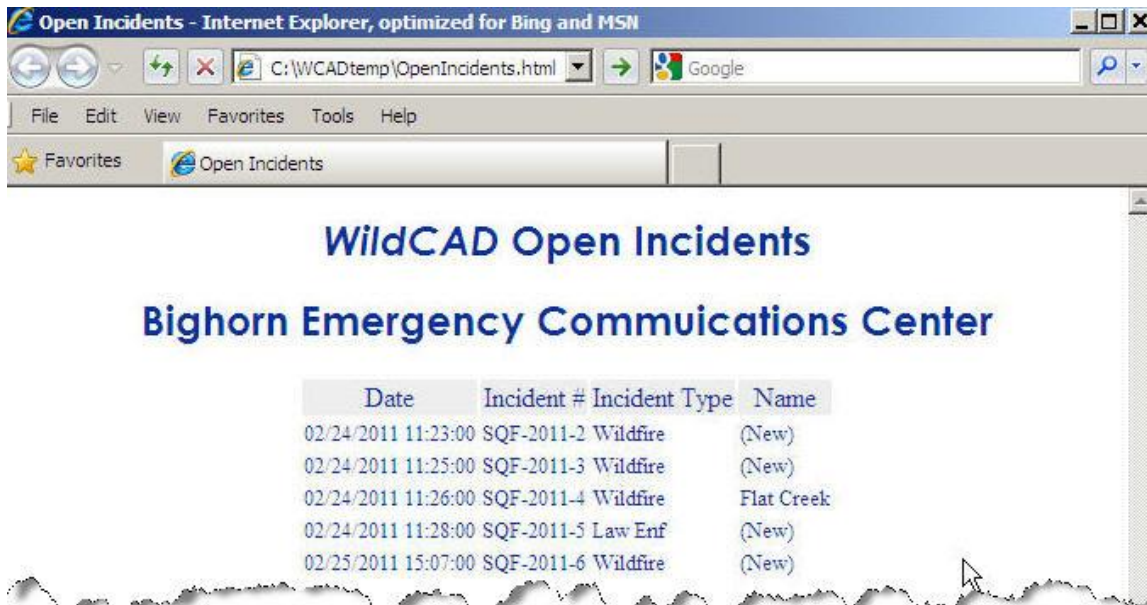 Open Incidents - Internet Explorer, optimized for Bing and MSN
C:\WCADtemp\OpenIncidents.html Google
File Edit View Favorites Tools Help
Favorites Open Incidents
WildCAD Open Incidents
Bighorn Emergency Commuications Center
Date Incident # Incident Type Name
02/24/2011 11:23:00 SQF-2011-2 Wildfire (New)
02/24/2011 11:25:00 SQF-2011-3 Wildfire (New)
02/24/2011 11:26:00 SQF-2011-4 Wildfire Flat Creek
02/24/2011 11:28:00 SQF-2011-5 Law Enf (New)
02/25/2011 15:07:00 SQF-2011-6 Wildfire (New)